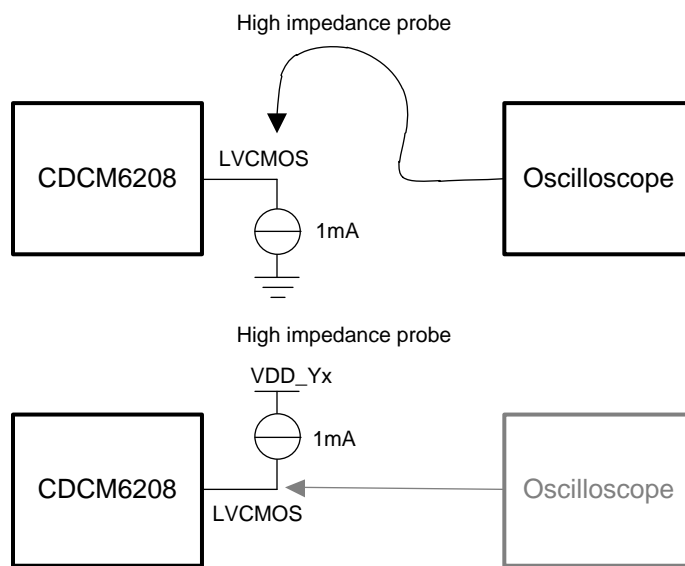 High impedance probe
CDCM6208
LVCMOS
Oscilloscope
1mA
High impedance probe
VDD_Yx
1mA
CDCM6208
Oscilloscope
LVCMOS